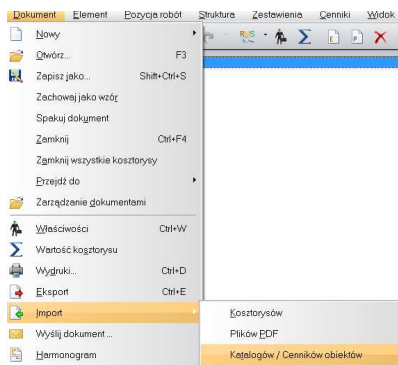 Dokument Element Pozycja robót Struktura Zestawienia Cenniki Widok
Nowy
Otwórz... F3
Zapisz jako... Shift+Ctrl+S
Zachowaj jako wzór
Spakuj dokument
Zamknij Ctrl+F4
Zamknij wszystkie kosztorysy
Przejdź do
Zarządzanie dokumentami
Właściwości Ctrl+W
Wartość kosztorysu
Wydruki... Ctrl+D
Eksport Ctrl+E
Import
Kosztorysów
Wyślij dokument ...
Plików PDF
Harmonogram
Katalogów / Cenników obiektów